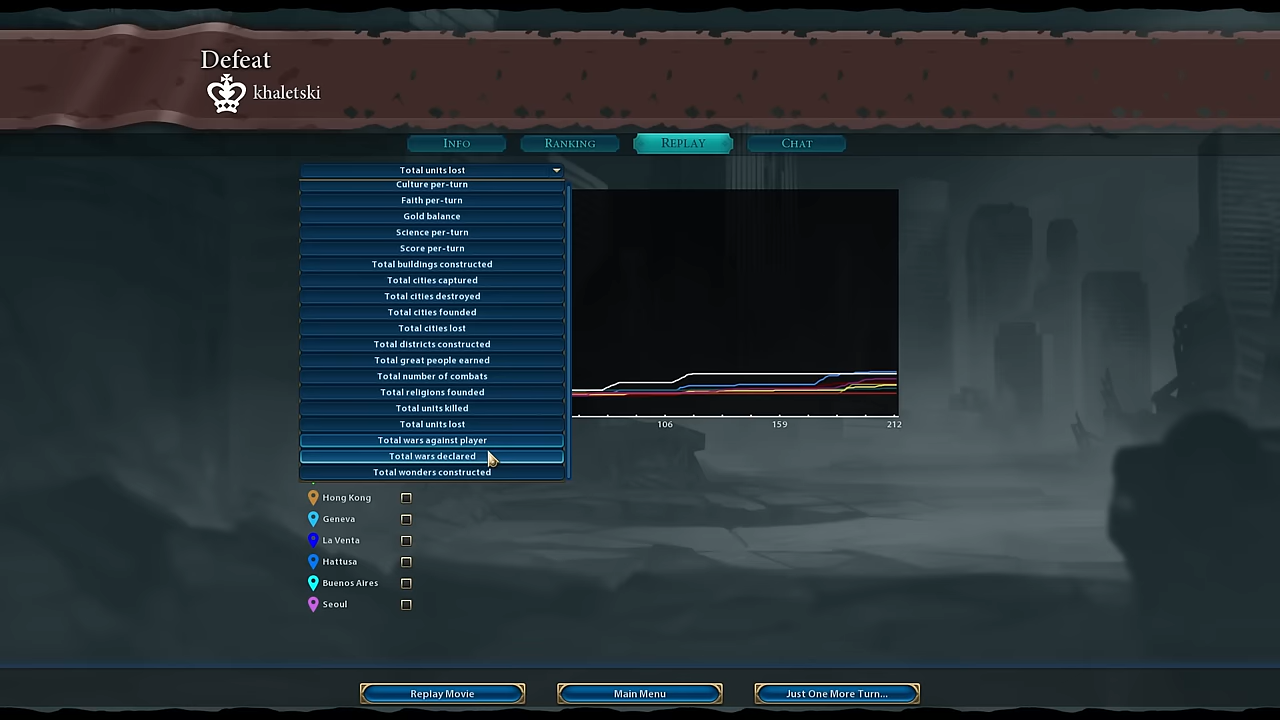 Defeat
khaletski
INFO
RANKING
REPLAY
CHAT
Total units lost
Culture per-turn
Faith per-turn
Gold balance
Science per-turn
Score per-turn
Total buildings constructed
Total cities captured
Total cities destroyed
Total cities founded
Total cities lost
Total districts constructed
Total great people earned
Total number of combats
Total religions founded
Total units killed
Total units lost
Total wars against player
Total wars declared
Total wonders constructed
106
159
212
Hong Kong
Geneva
La Venta
Hattusa
Buenos Aires
Seoul
Replay Movie
Main Menu
Just One More Turn...